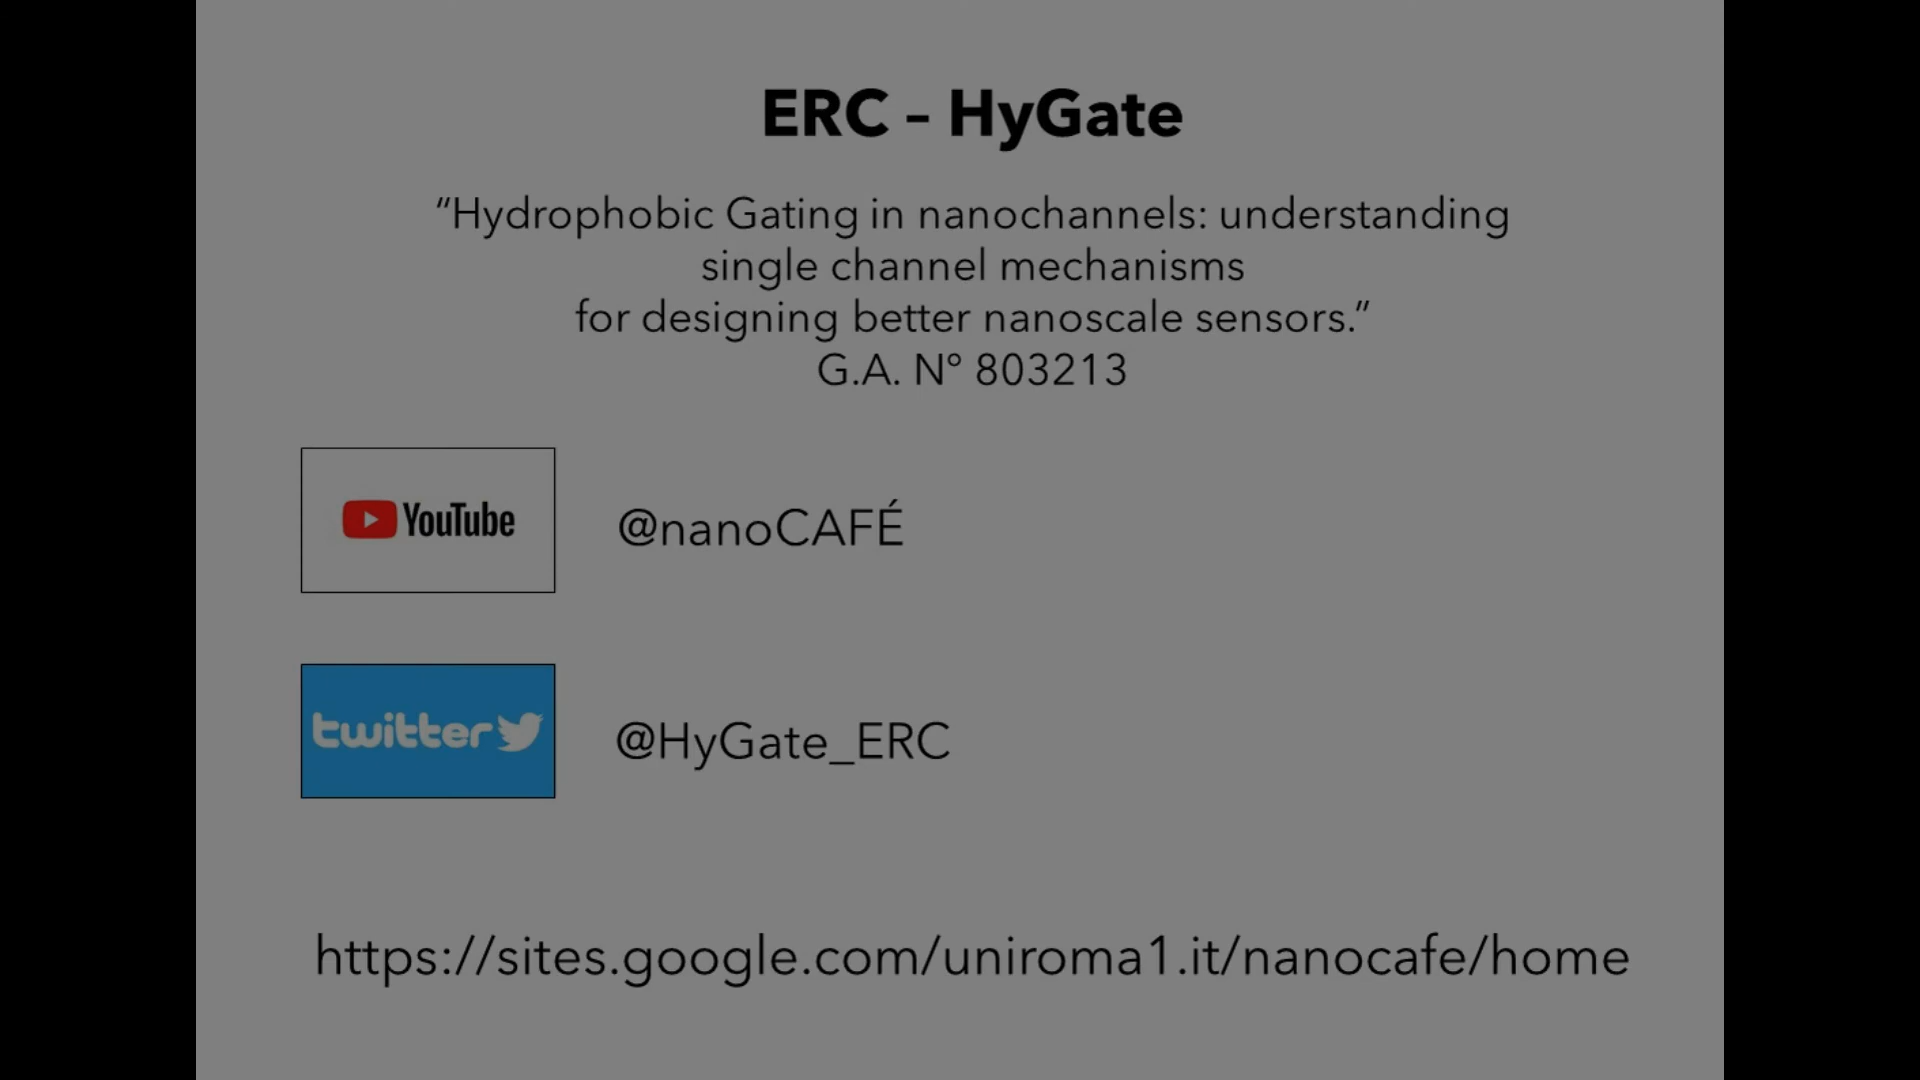 ERC – HyGate
“Hydrophobic Gating in nanochannels: understanding
single channel mechanisms
for designing better nanoscale sensors.”
G.A. N° 803213
YouTube
@nanoCAFÉ
twitter
@HyGate_ERC
https://sites.google.com/uniroma1.it/nanocafe/home